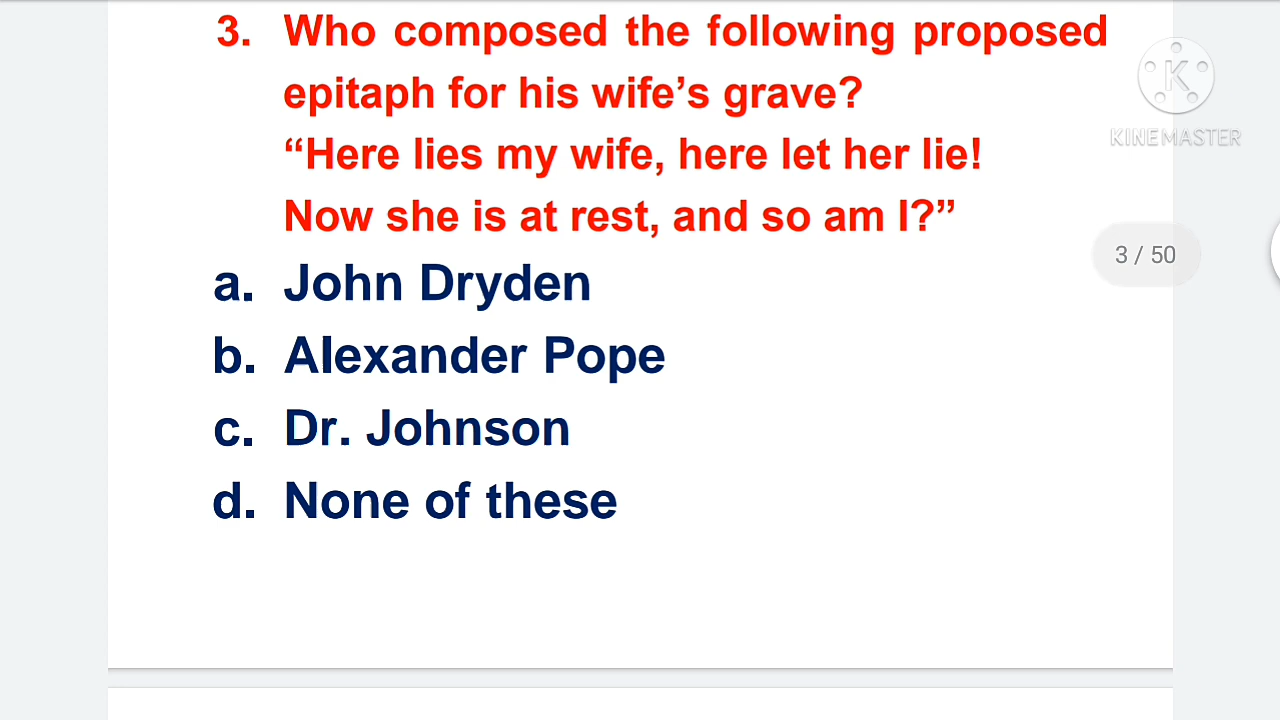 3. Who composed the following proposed
epitaph for his wife’s grave?
“Here lies my wife, here let her lie!
Now she is at rest, and so am I?”
a. John Dryden
b. Alexander Pope
c. Dr. Johnson
d. None of these
K
KINEMASTER
3 / 50